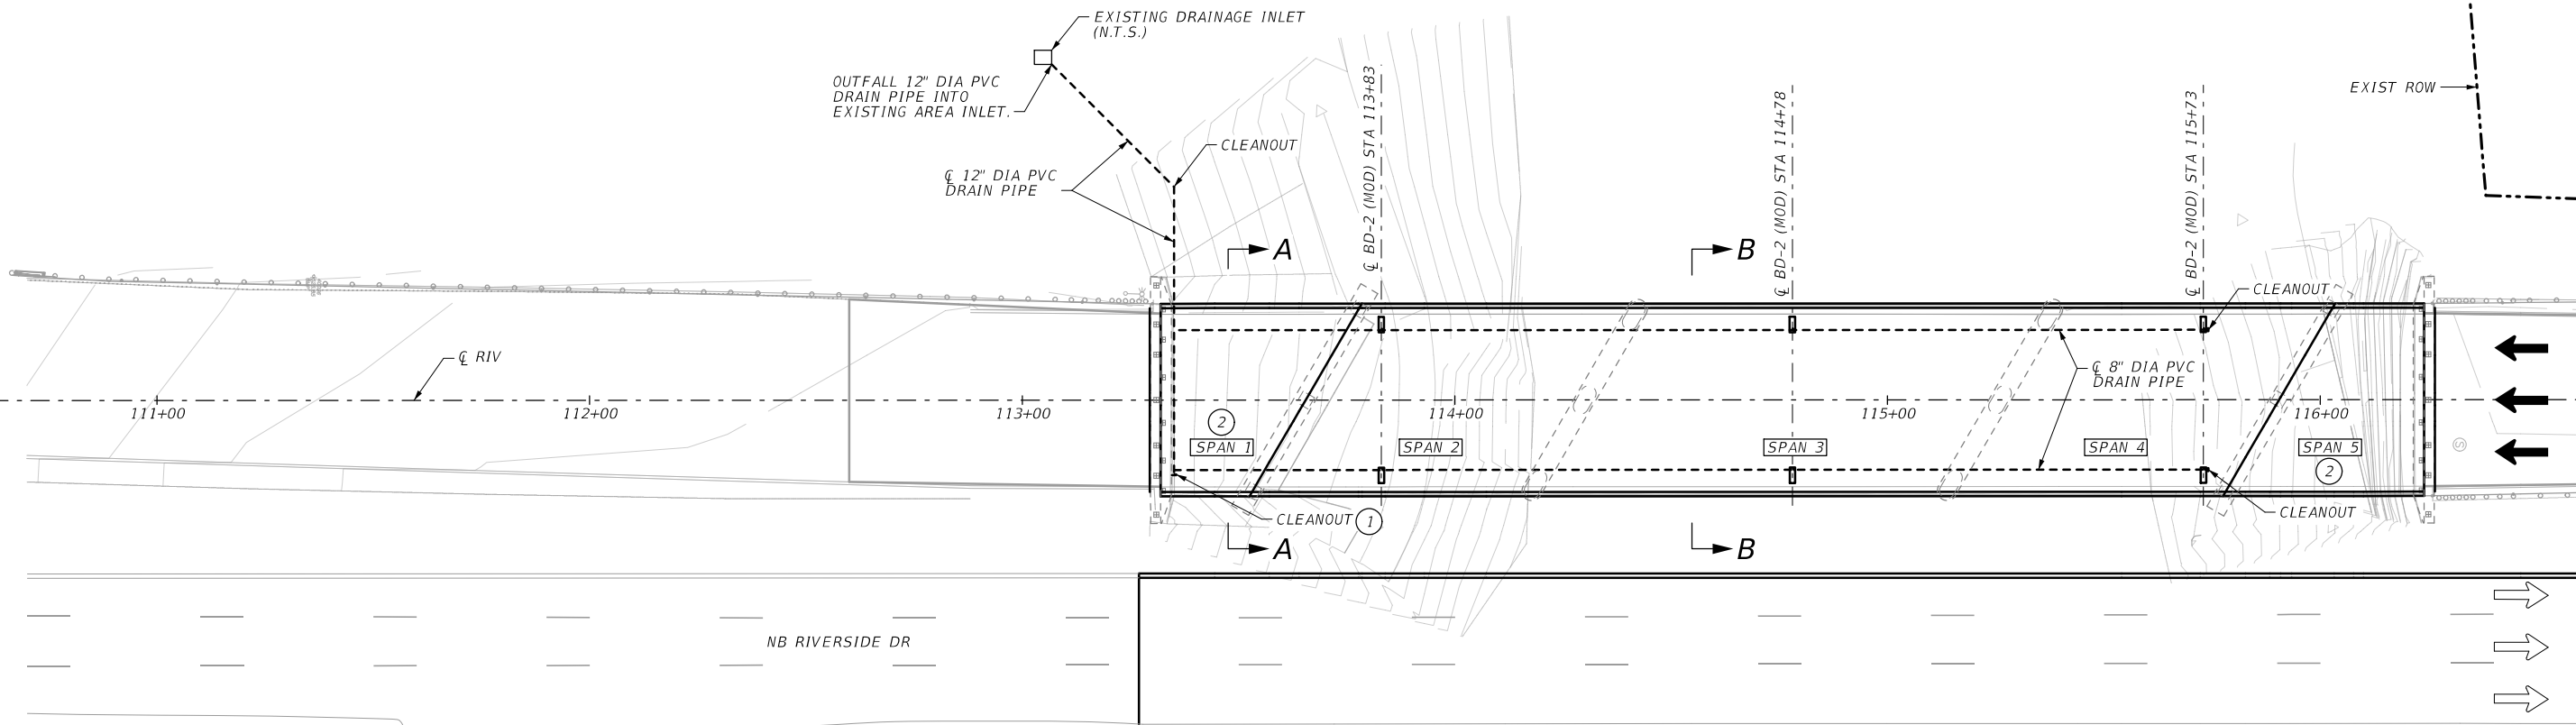 EXISTING DRAINAGE INLET
(N.T.S.)
OUTFALL 12" DIA PVC
DRAIN PIPE INTO
EXISTING AREA INLET.
CLEANOUT
℄ 12" DIA PVC
DRAIN PIPE
℄ BD-2 (MOD) STA 113+83
℄ BD-2 (MOD) STA 114+78
℄ BD-2 (MOD) STA 115+73
EXIST ROW
A
B
CLEANOUT
℄ RIV
℄ 8" DIA PVC
DRAIN PIPE
111+00
112+00
113+00
114+00
115+00
116+00
2
SPAN 1
SPAN 2
SPAN 3
SPAN 4
SPAN 5
2
S
CLEANOUT
1
CLEANOUT
A
B
NB RIVERSIDE DR